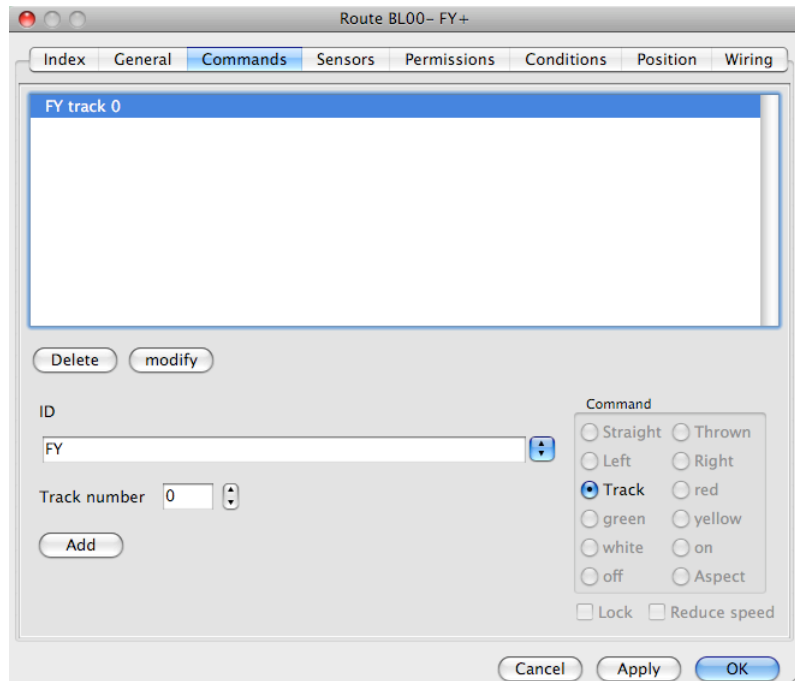 Route BL00- FY+
Index General Commands Sensors Permissions Conditions Position Wiring
FY track 0
Delete modify
ID
FY
Track number 0
Add
Command
Straight Thrown
Left Right
Track red
green yellow
white on
off Aspect
Lock Reduce speed
Cancel Apply OK